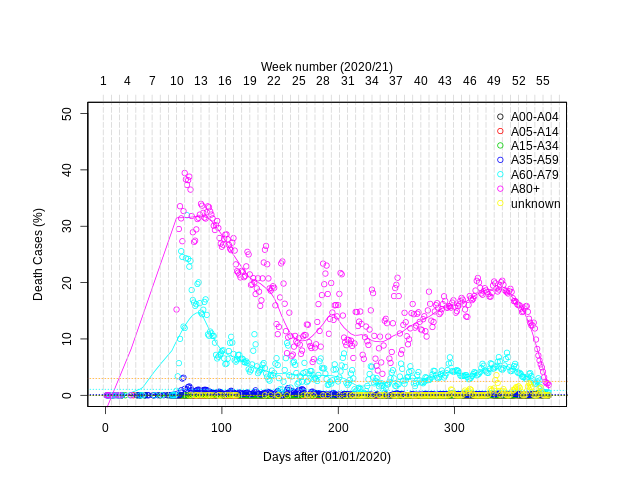 Week number (2020/21)
1 4 7 10 13 16 19 22 25 28 31 34 37 40 43 46 49 52 55
Death Cases (%)
50
40
30
20
10
0
A00-A04
A05-A14
A15-A34
A35-A59
A60-A79
A80+
unknown
0 100 200 300
Days after (01/01/2020)